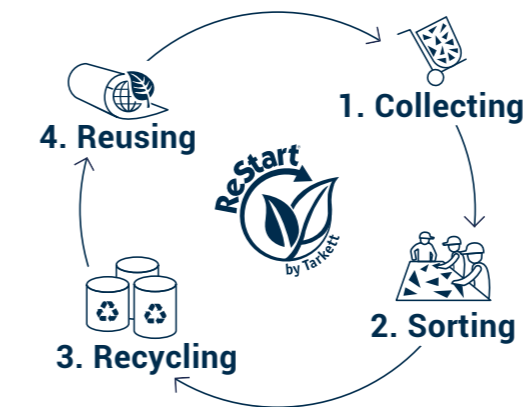 1. Collecting
4. Reusing
ReStart®
by Tarkett
2. Sorting
3. Recycling